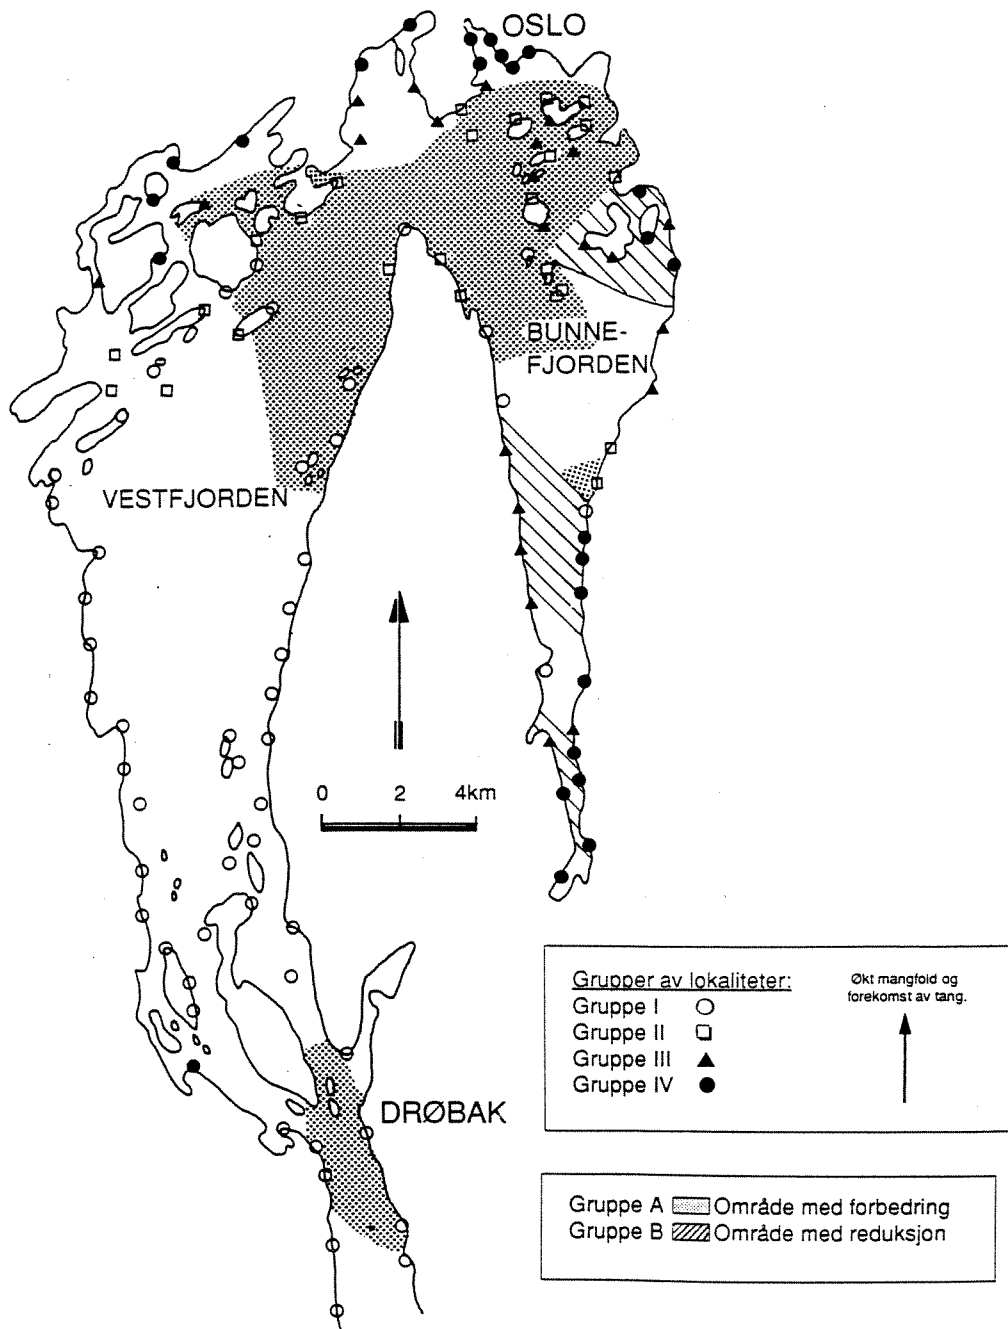 OSLO
BUNNE-
FJORDEN
VESTFJORDEN
0 2 4km
DRØBAK
Grupper av lokaliteter:
Gruppe I
Gruppe II
Gruppe III
Gruppe IV
Økt mangfold og
forekomst av tang.
Gruppe A Område med forbedring
Gruppe B Område med reduksjon